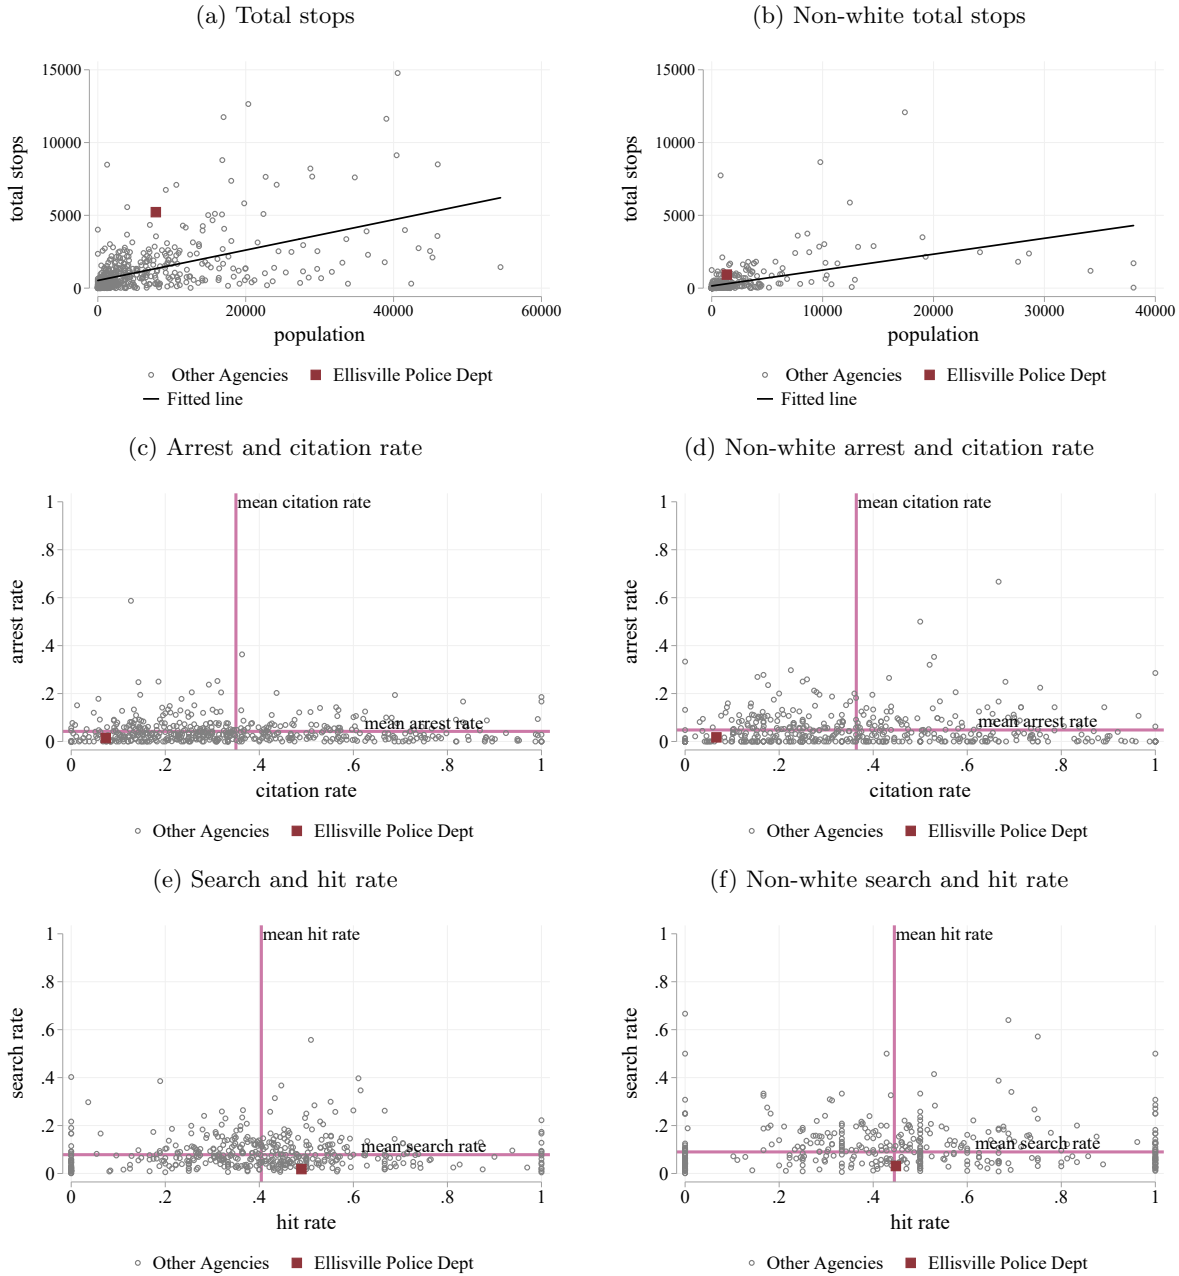 (a) Total stops
(b) Non-white total stops
15000
10000
5000
0
total stops
0 20000 40000 60000
population
Other Agencies Ellisville Police Dept
Fitted line
15000
10000
5000
0
total stops
0 10000 20000 30000 40000
population
Other Agencies Ellisville Police Dept
Fitted line
(c) Arrest and citation rate
(d) Non-white arrest and citation rate
1
.8
.6
.4
.2
0
arrest rate
mean citation rate
mean arrest rate
0 .2 .4 .6 .8 1
citation rate
Other Agencies Ellisville Police Dept
1
.8
.6
.4
.2
0
arrest rate
mean citation rate
mean arrest rate
0 .2 .4 .6 .8 1
citation rate
Other Agencies Ellisville Police Dept
(e) Search and hit rate
(f) Non-white search and hit rate
1
.8
.6
.4
.2
0
search rate
mean hit rate
mean search rate
0 .2 .4 .6 .8 1
hit rate
Other Agencies Ellisville Police Dept
1
.8
.6
.4
.2
0
search rate
mean hit rate
mean search rate
0 .2 .4 .6 .8 1
hit rate
Other Agencies Ellisville Police Dept